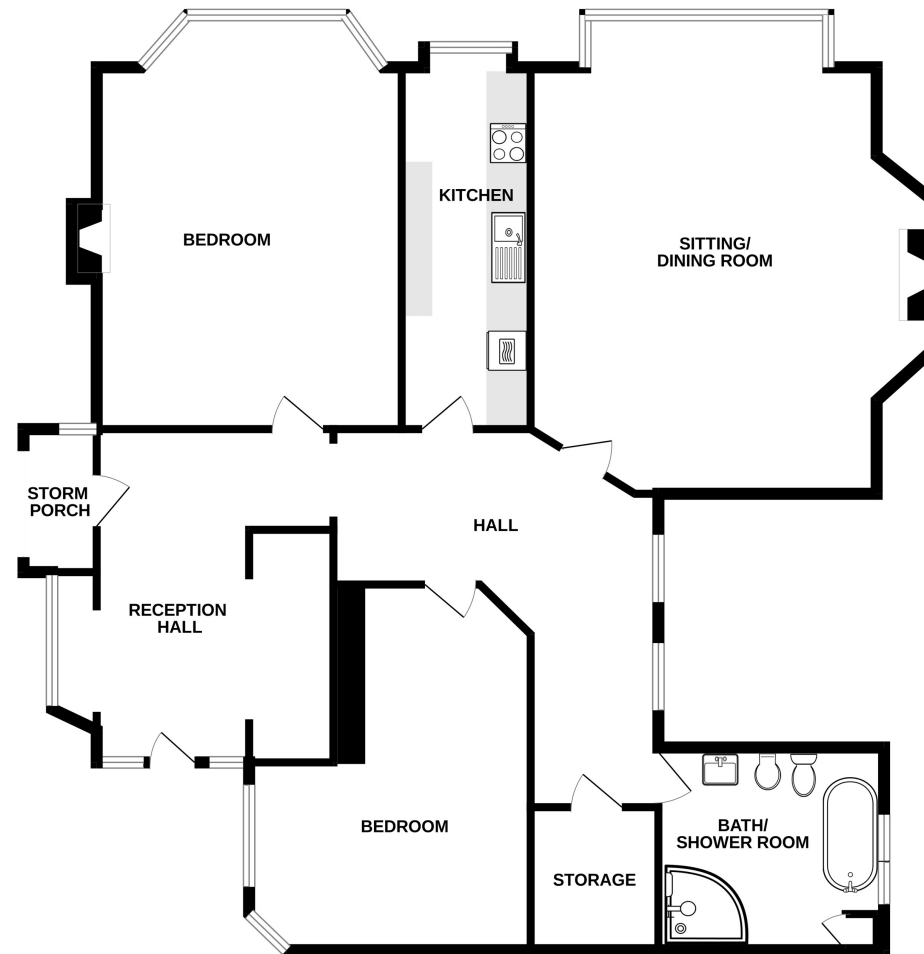 BEDROOM
KITCHEN
SITTING/
DINING ROOM
STORM
PORCH
HALL
RECEPTION
HALL
BEDROOM
BATH/
SHOWER ROOM
STORAGE